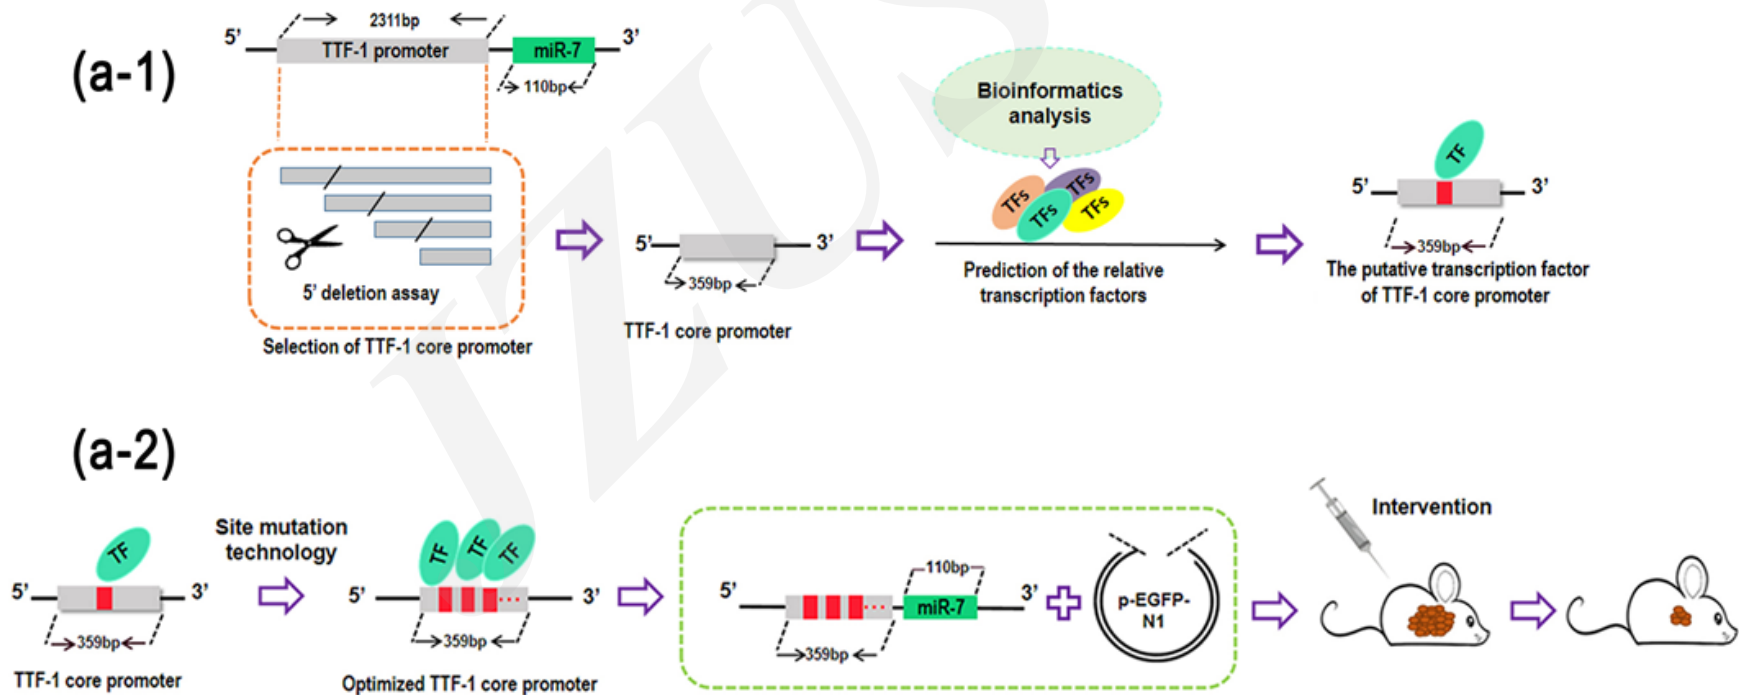 (a-1)
2311bp
5’ TTF-1 promoter miR-7 3’
110bp
5’ deletion assay
Selection of TTF-1 core promoter
5’ 3’
359bp
TTF-1 core promoter
Bioinformatics
analysis
TFs TFs TFs TFs
Prediction of the relative
transcription factors
TF
5’ 3’
359bp
The putative transcription factor
of TTF-1 core promoter
(a-2)
TF
5’ 3’
359bp
TTF-1 core promoter
Site mutation
technology
TF TF TF
5’ 3’
359bp
Optimized TTF-1 core promoter
110bp
5’ miR-7 3’
359bp
p-EGFP-
N1
Intervention
JZUS